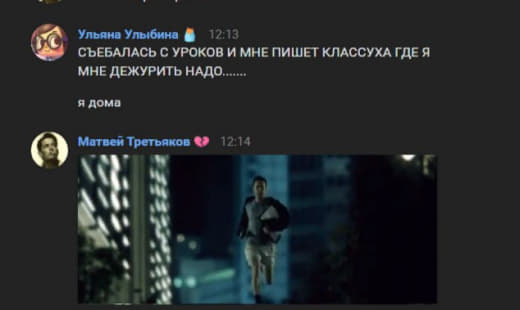 Ульяна Улыбина 12:13
СЪЕБАЛАСЬ С УРОКОВ И МНЕ ПИШЕТ КЛАССУХА ГДЕ Я
МНЕ ДЕЖУРИТЬ НАДО.......
я дома
Матвей Третьяков 12:14